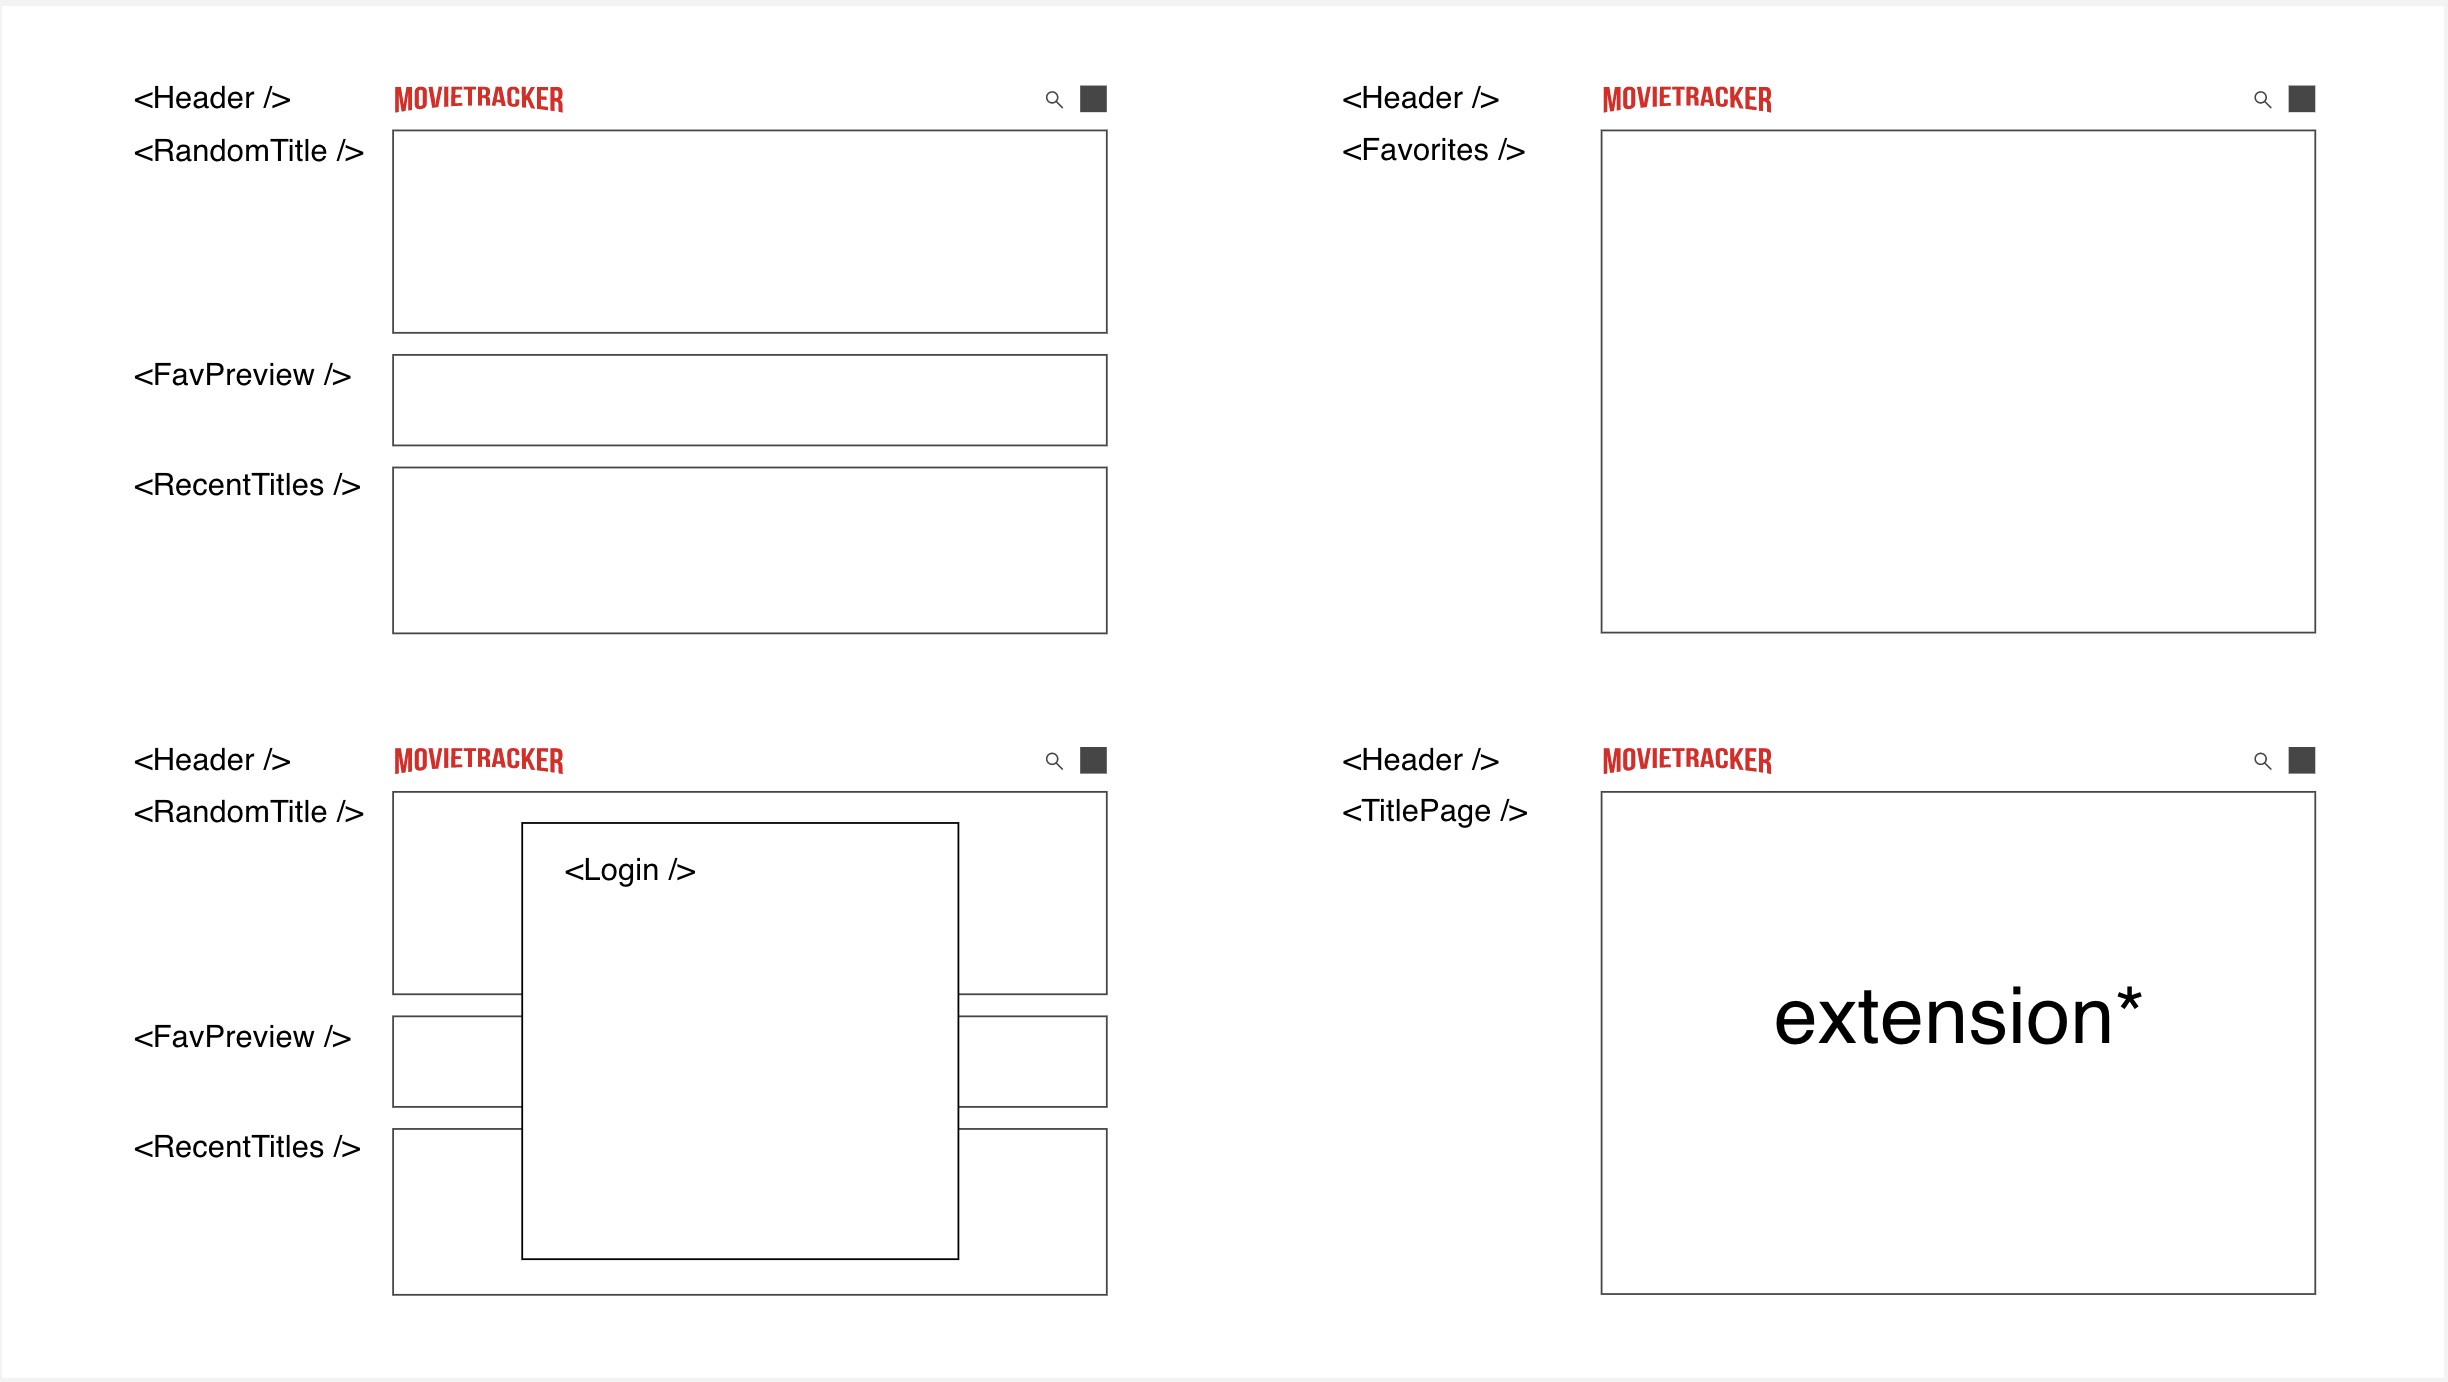 <Header />
MOVIETRACKER
<RandomTitle />
<FavPreview />
<RecentTitles />
<Header />
MOVIETRACKER
<Favorites />
<Header />
MOVIETRACKER
<RandomTitle />
<Login />
<FavPreview />
<RecentTitles />
<Header />
MOVIETRACKER
<TitlePage />
extension*